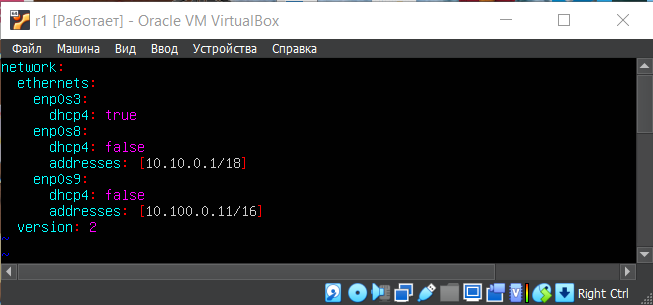 r1 [Работает] - Oracle VM VirtualBox
Файл Машина Вид Ввод Устройства Справка
network:
  ethernets:
    enp0s3:
      dhcp4: true
    enp0s8:
      dhcp4: false
      addresses: [10.10.0.1/18]
    enp0s9:
      dhcp4: false
      addresses: [10.100.0.11/16]
  version: 2
~
~
Right Ctrl